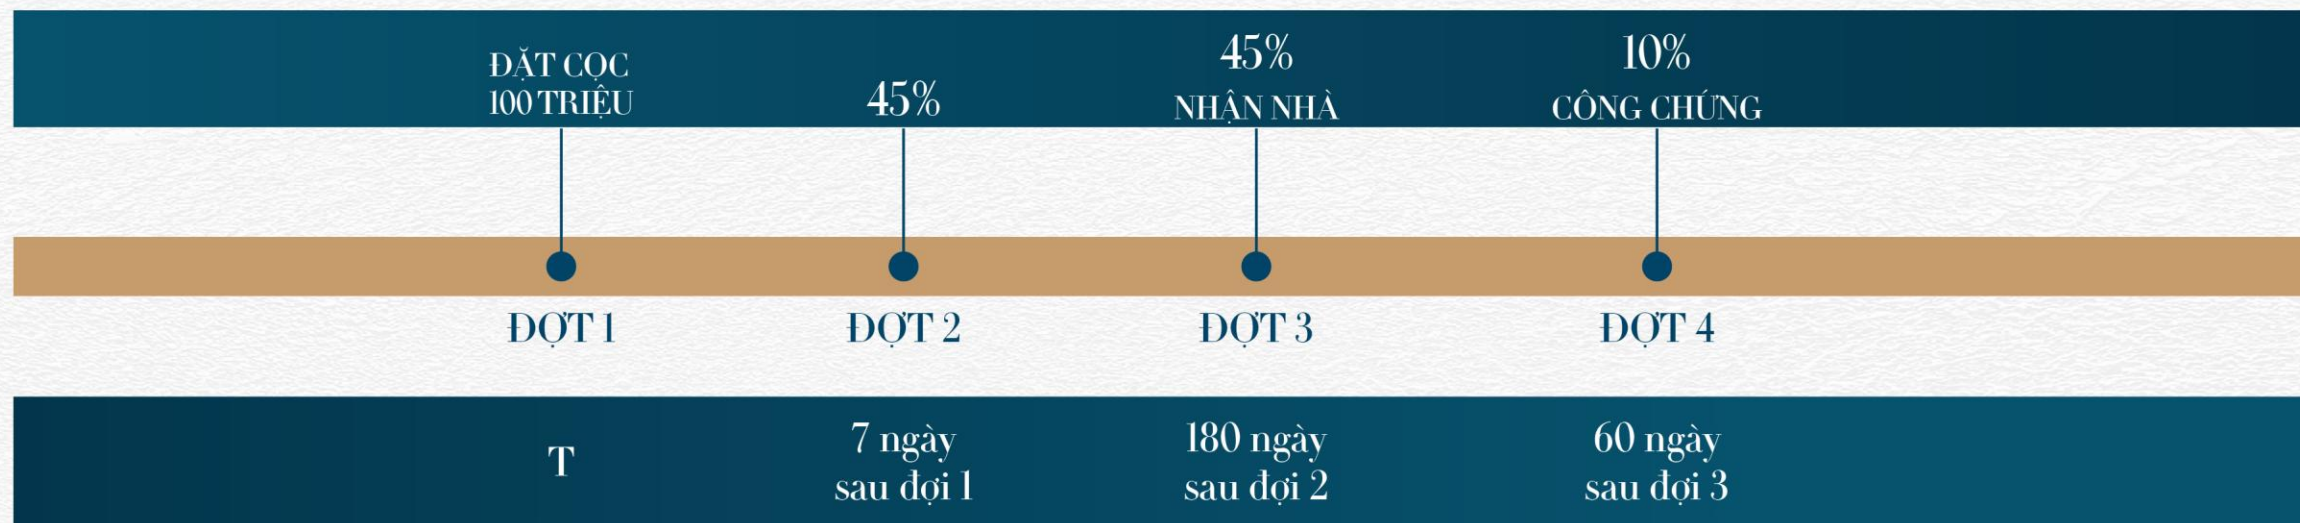 ĐẶT CỌC
100 TRIỆU
45%
45%
NHẬN NHÀ
10%
CÔNG CHỨNG
ĐỢT 1
ĐỢT 2
ĐỢT 3
ĐỢT 4
T
7 ngày
sau đợi 1
180 ngày
sau đợi 2
60 ngày
sau đợi 3